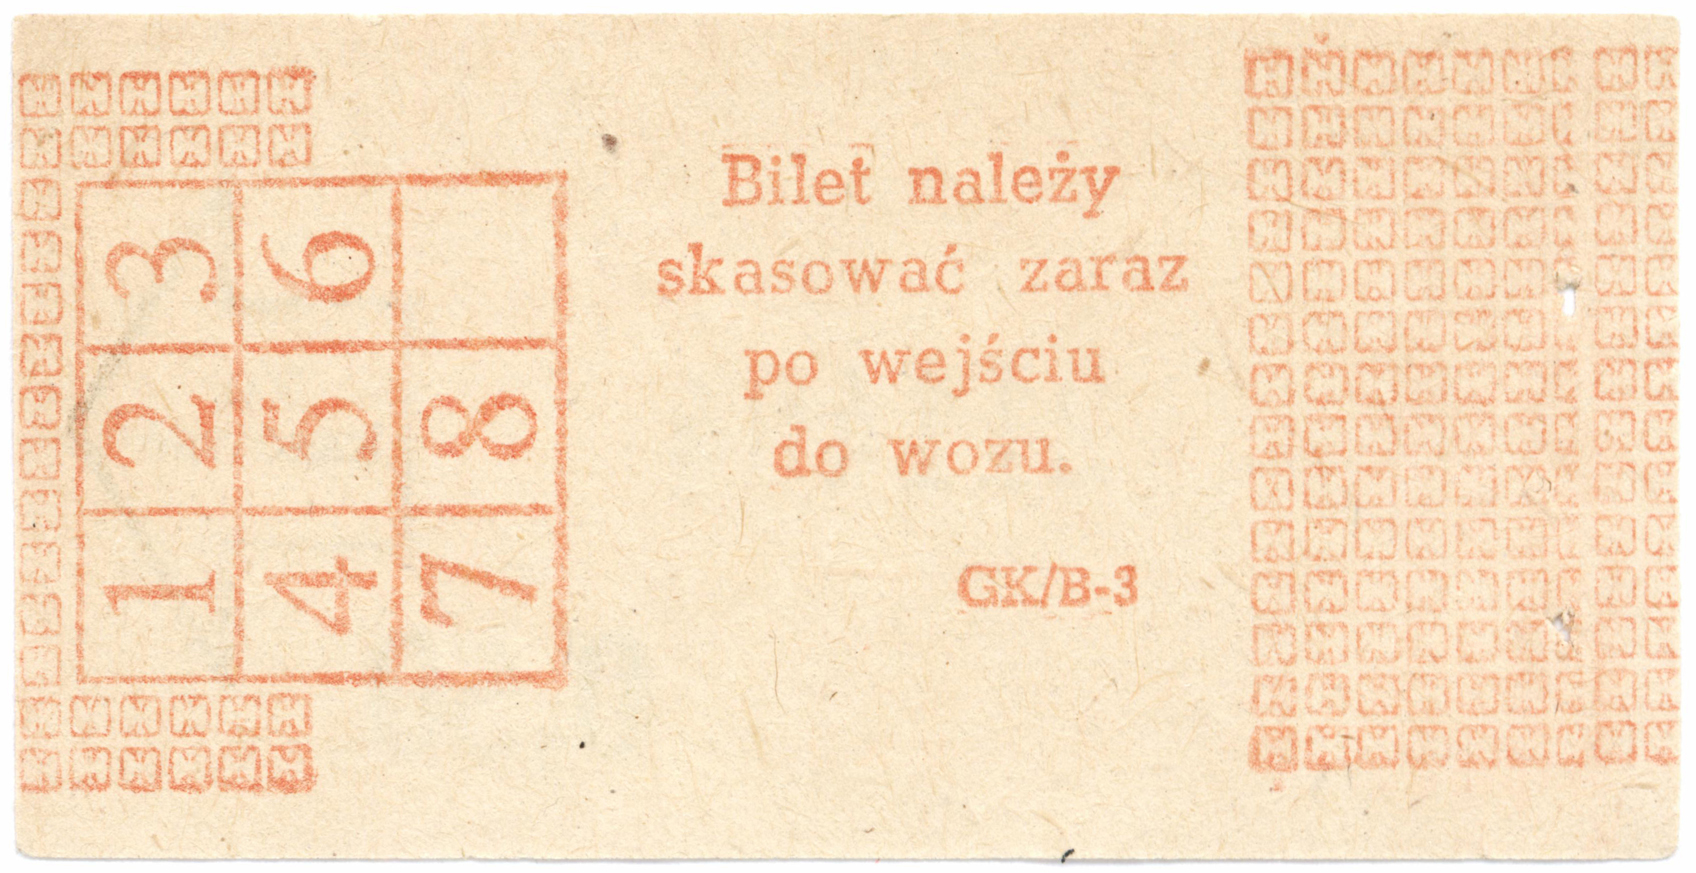 Bilet należy
skasować zaraz
po wejściu
do wozu.
GK/B-3
1 2 3
4 5 6
7 8